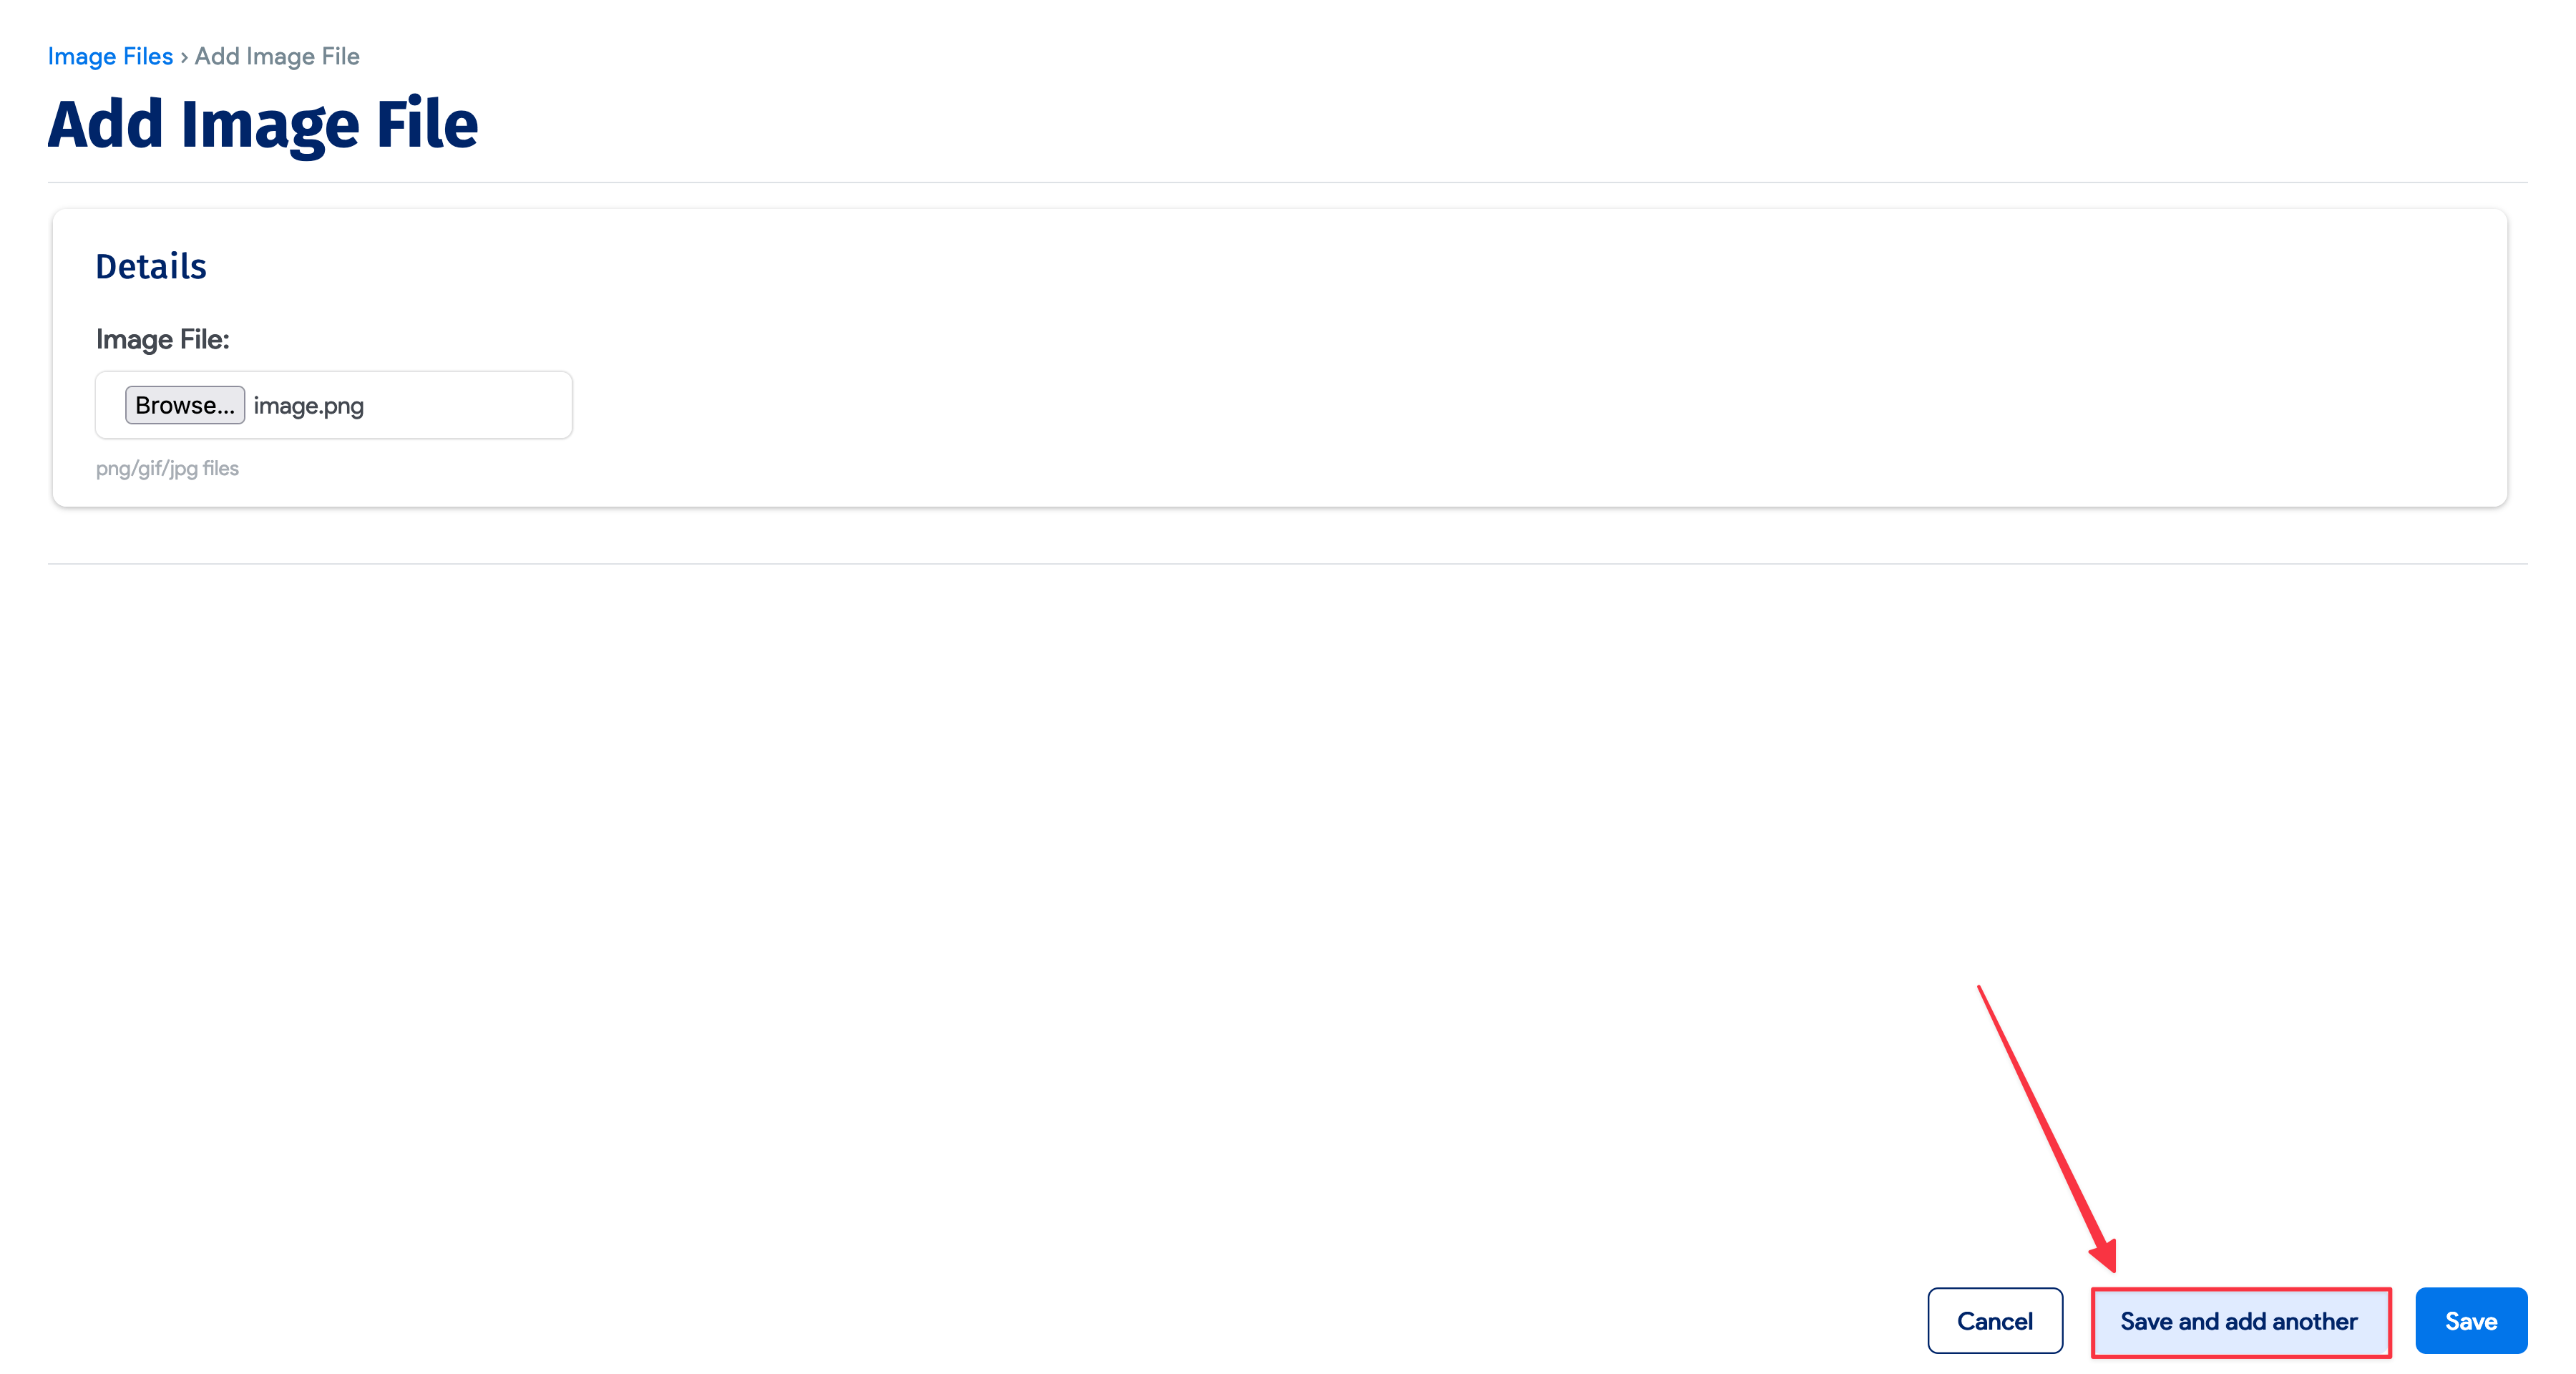 Image Files › Add Image File
Add Image File
Details
Image File:
Browse... image.png
png/gif/jpg files
Cancel Save and add another Save